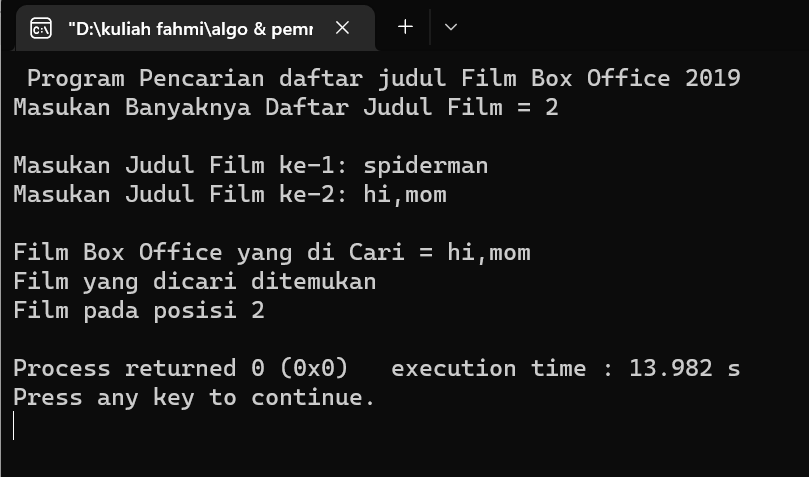 "D:\kuliah fahmi\algo & pemr
Program Pencarian daftar judul Film Box Office 2019
Masukan Banyaknya Daftar Judul Film = 2
Masukan Judul Film ke-1: spiderman
Masukan Judul Film ke-2: hi,mom
Film Box Office yang di Cari = hi,mom
Film yang dicari ditemukan
Film pada posisi 2
Process returned 0 (0x0)   execution time : 13.982 s
Press any key to continue.